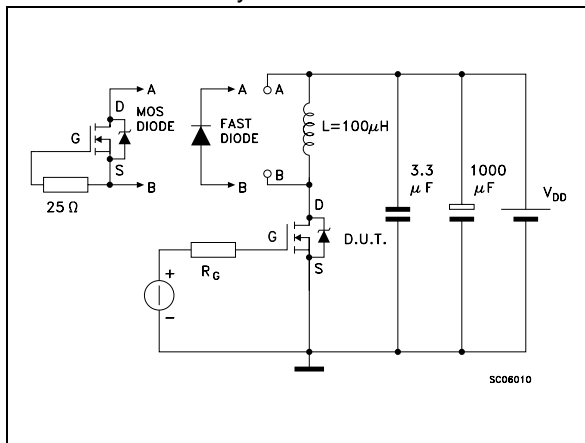 A
D
MOS
DIODE
G
S
B
25 Ω
A
FAST
DIODE
B
A
L=100μH
B
D
G
S
D.U.T.
R_G
+
−
3.3
μF
1000
μF
V_DD
SC06010